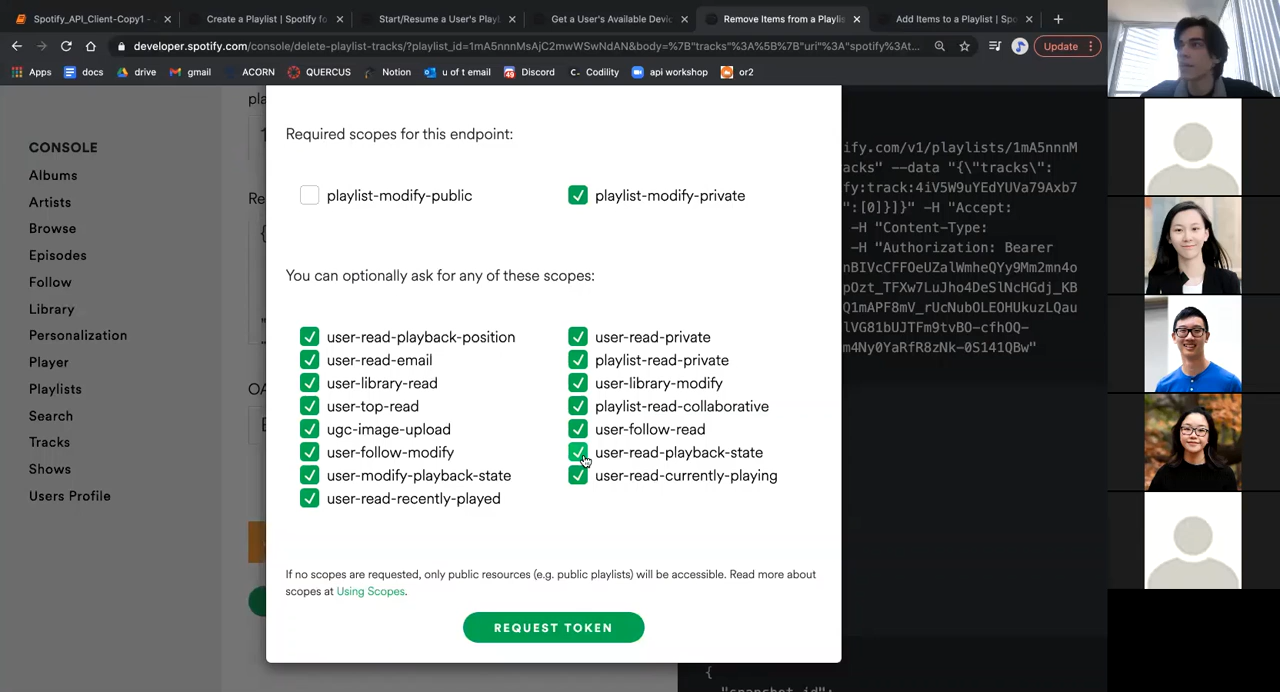 Spotify_API_Client-Copy1 -
Create a Playlist | Spotify fo
Start/Resume a User's Play
Get a User's Available Devic
Remove Items from a Playlis
Add Items to a Playlist | Spo
developer.spotify.com/console/delete-playlist-tracks/?playlist_id=1mA5nnnMsAjC2mwWSwNdAN&body=%7B"tracks"%3A%5B%7B"uri"%3A"spotify%3At...
Update
Apps
docs
drive
gmail
ACORN
QUERCUS
Notion
u of t email
Discord
Codility
api workshop
or2
CONSOLE
Albums
Artists
Browse
Episodes
Follow
Library
Personalization
Player
Playlists
Search
Tracks
Shows
Users Profile
pla
1
Re
{
"
OA
Required scopes for this endpoint:
playlist-modify-public
playlist-modify-private
You can optionally ask for any of these scopes:
user-read-playback-position
user-read-private
user-read-email
playlist-read-private
user-library-read
user-library-modify
user-top-read
playlist-read-collaborative
ugc-image-upload
user-follow-read
user-follow-modify
user-read-playback-state
user-modify-playback-state
user-read-currently-playing
user-read-recently-played
If no scopes are requested, only public resources (e.g. public playlists) will be accessible. Read more about
scopes at Using Scopes.
REQUEST TOKEN
ify.com/v1/playlists/1mA5nnnM
acks" --data "{\"tracks\":
fy:track:4iV5W9uYEdYUVa79Axb7
":[0]}]}" -H "Accept:
-H "Content-Type:
-H "Authorization: Bearer
nBIVcCFFOeUZalWmheQYy9Mm2mn4o
pOzt_TFXw7LuJho4DeSlNcHGdj_KB
Q1mAPF8mV_rUcNubOLEOHUkuzLQau
lVG81bUJTFm9tvBO-cfhOQ-
m4Ny0YaRfR8zNk-0S141QBw"
{
"snapshot_id":